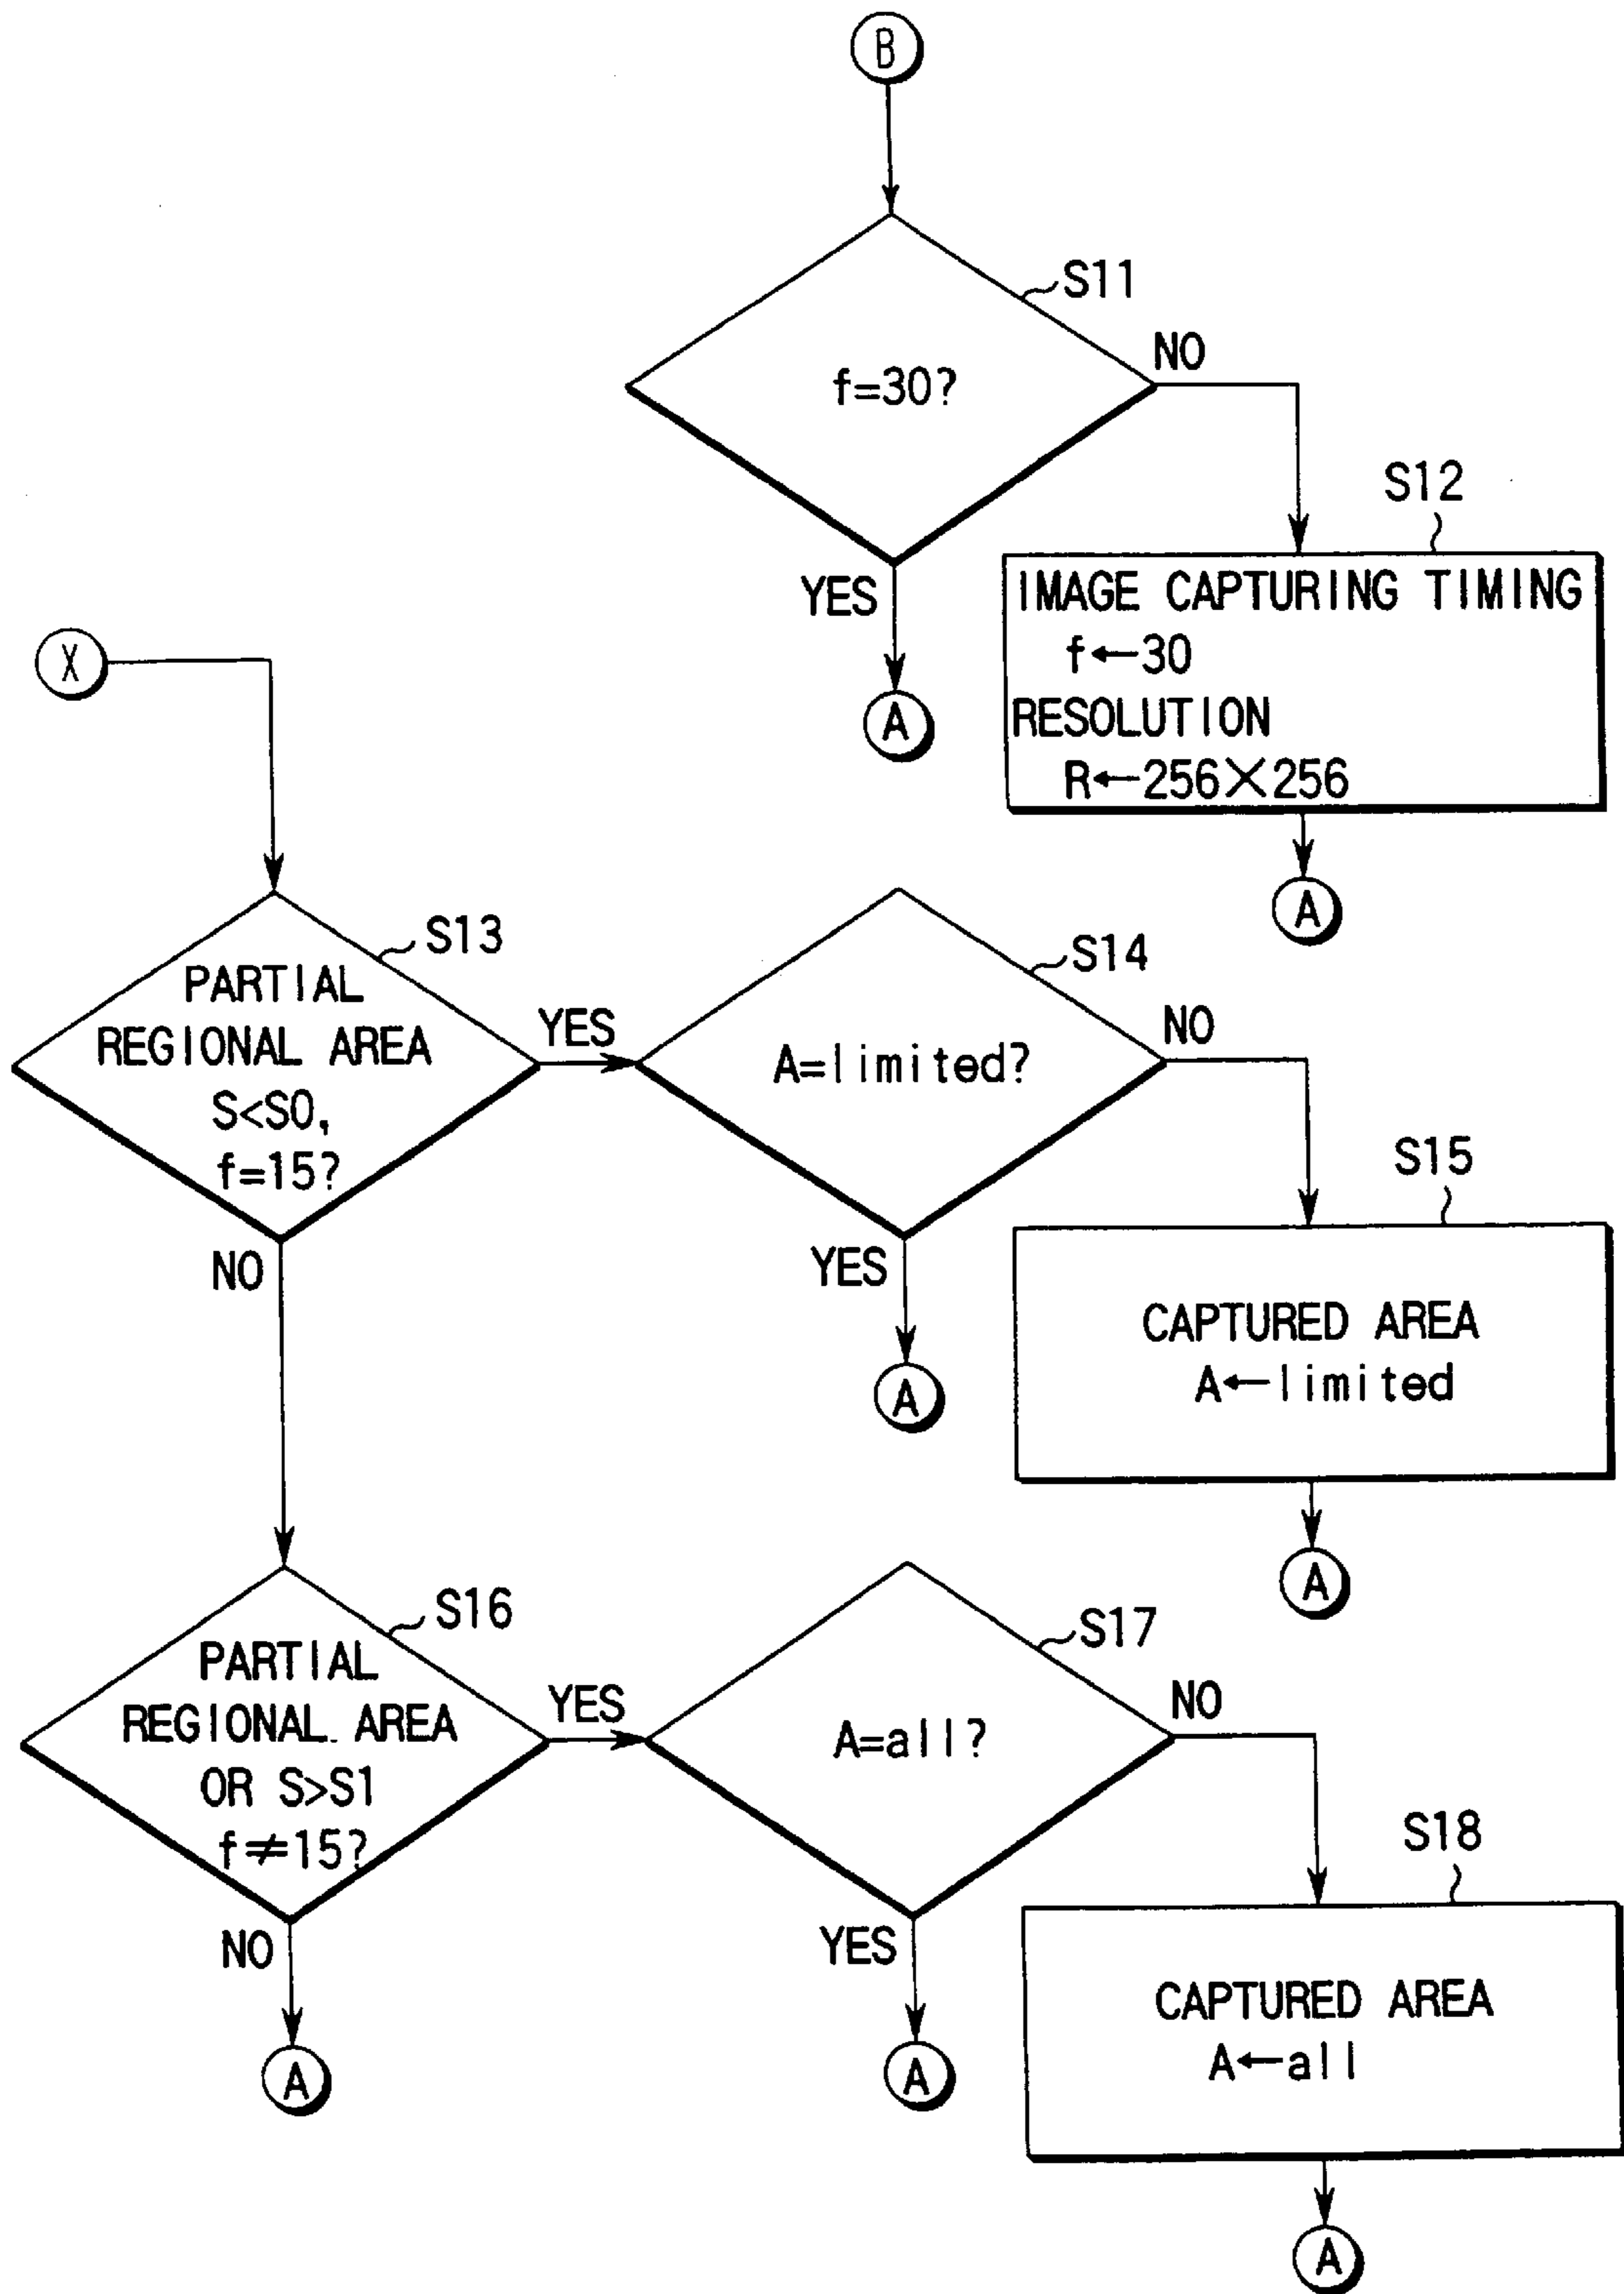 B
S11
f=30?
NO
YES
A
S12
IMAGE CAPTURING TIMING
f←30
RESOLUTION
R←256×256
A
X
S13
PARTIAL
REGIONAL AREA
S<S0,
f=15?
YES
NO
S14
A=limited?
NO
YES
A
S15
CAPTURED AREA
A←limited
A
S16
PARTIAL
REGIONAL AREA
OR S>S1
f≠15?
YES
NO
A
S17
A=all?
NO
YES
A
S18
CAPTURED AREA
A←all
A